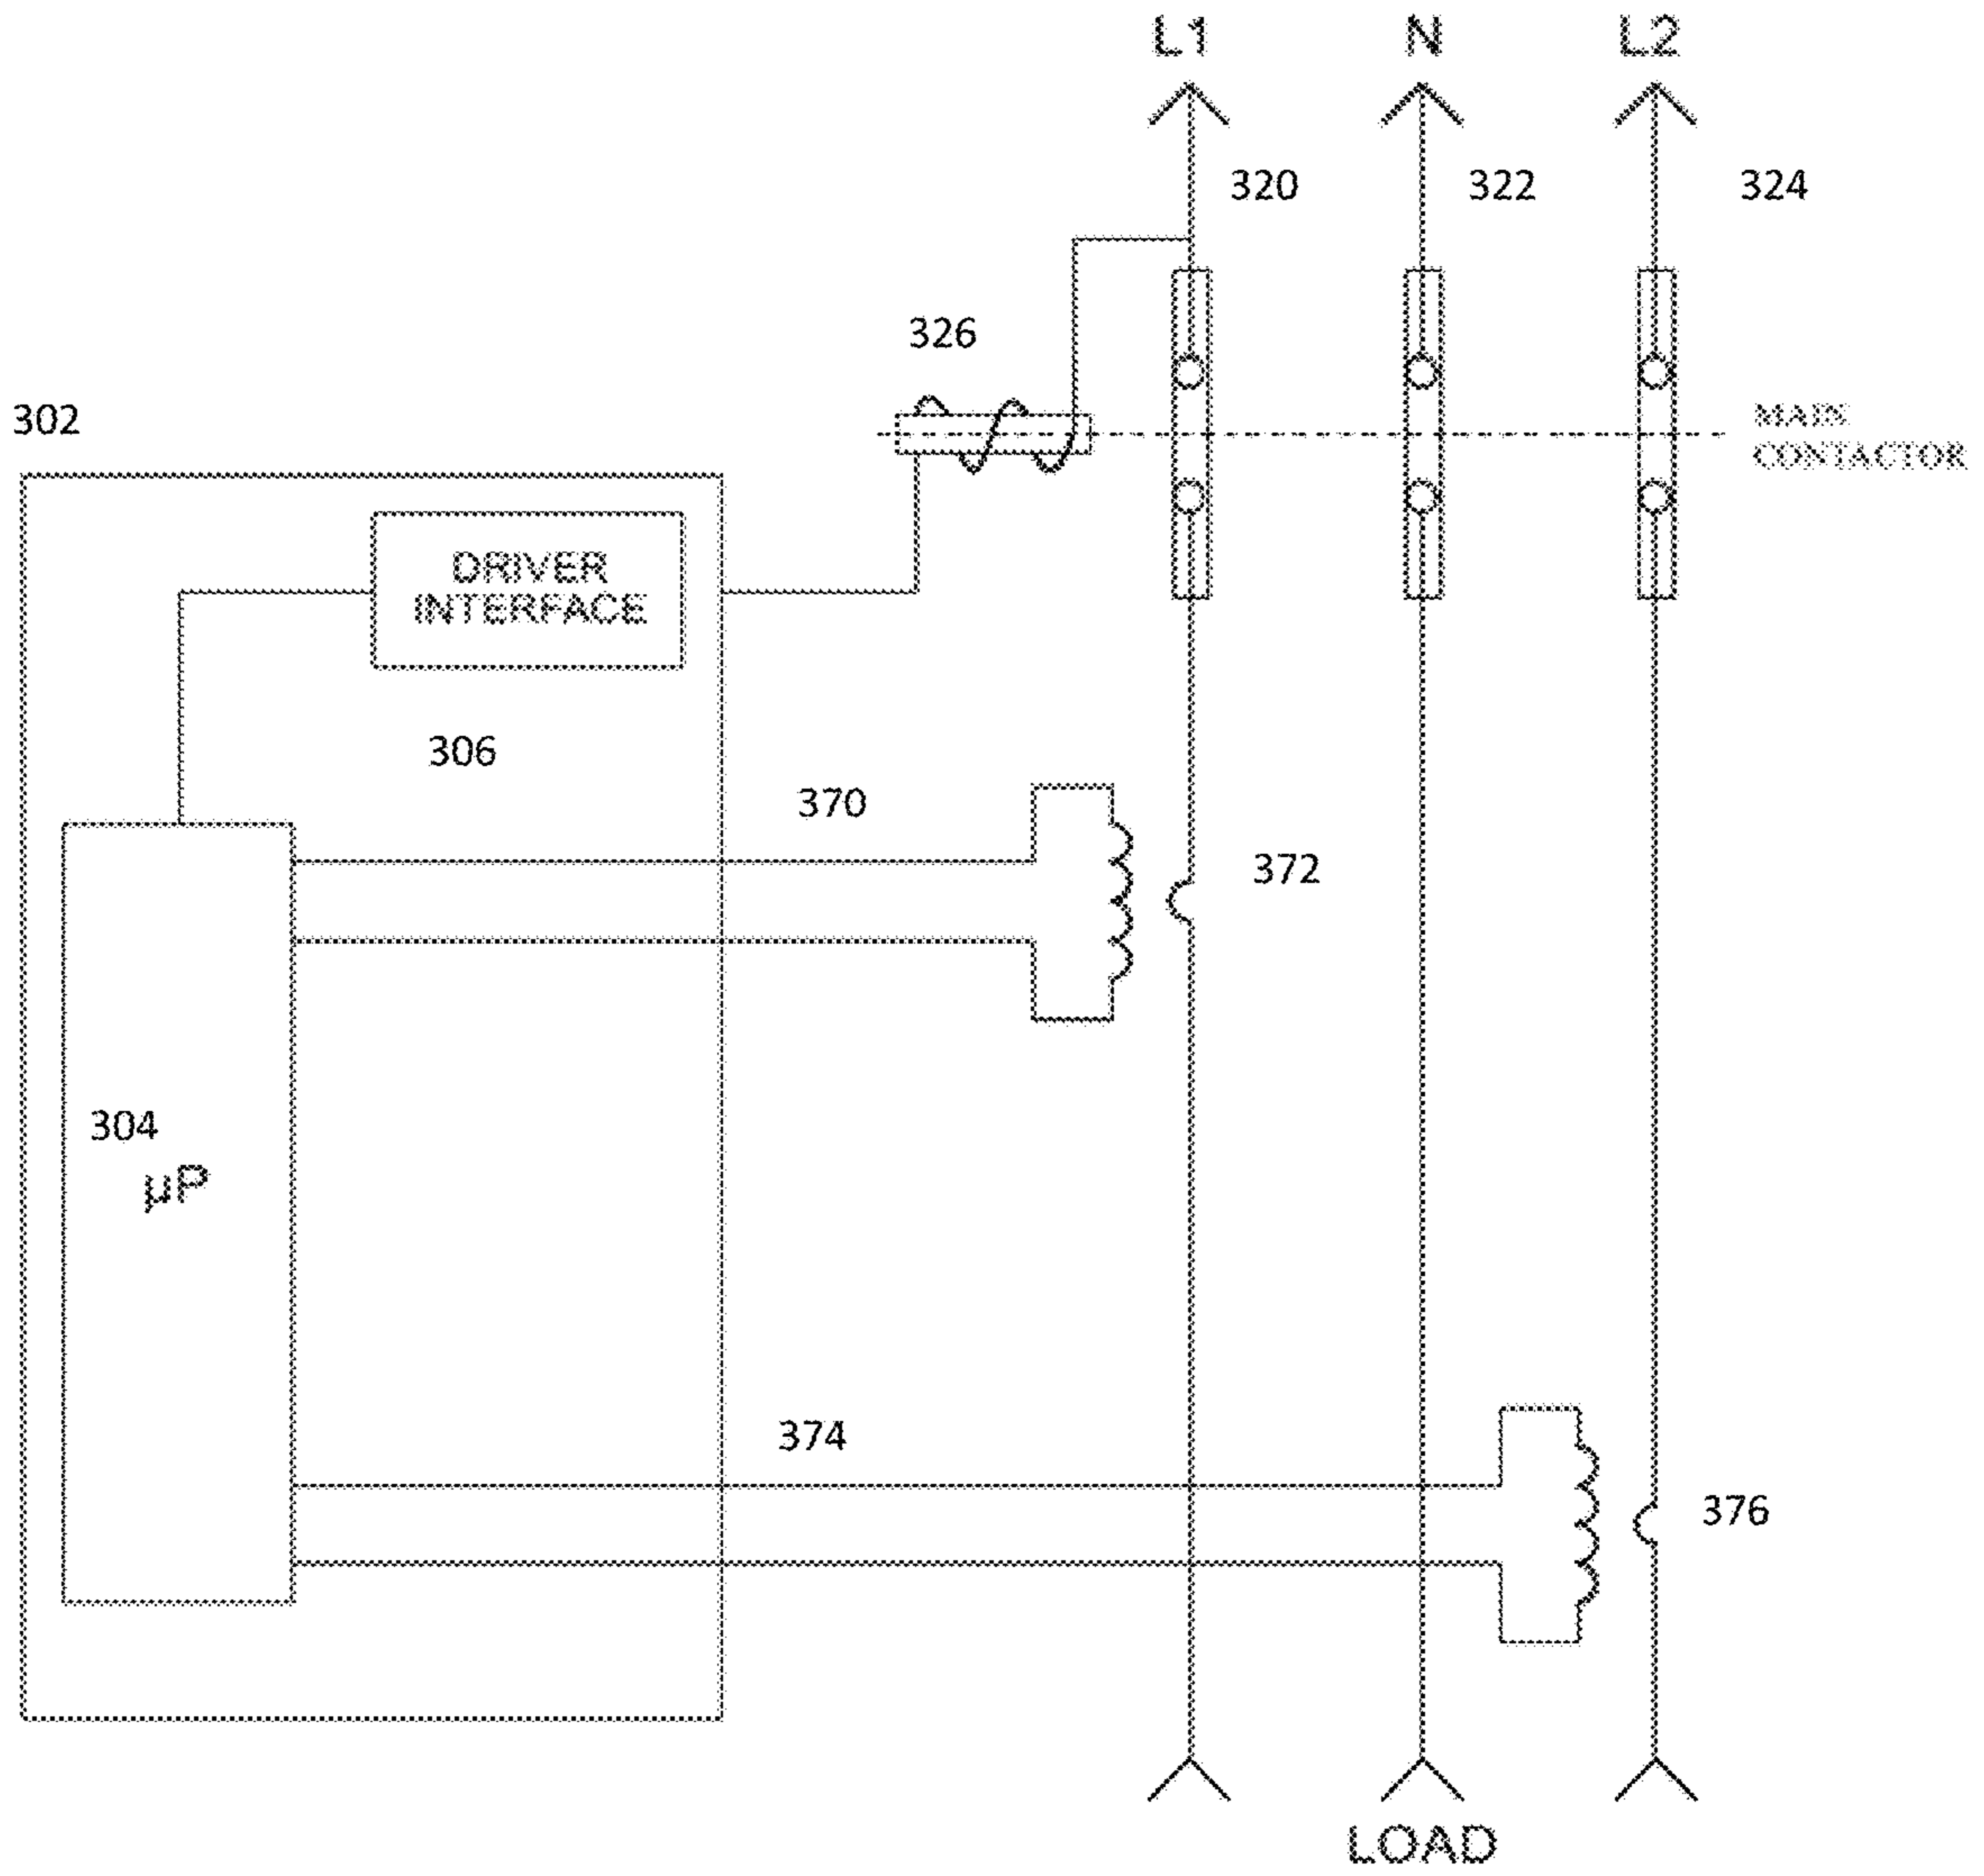 L1 N L2
320 322 324
326
302
MAIN
CONTACTOR
DRIVER
INTERFACE
306
370
372
304
µP
374
376
LOAD